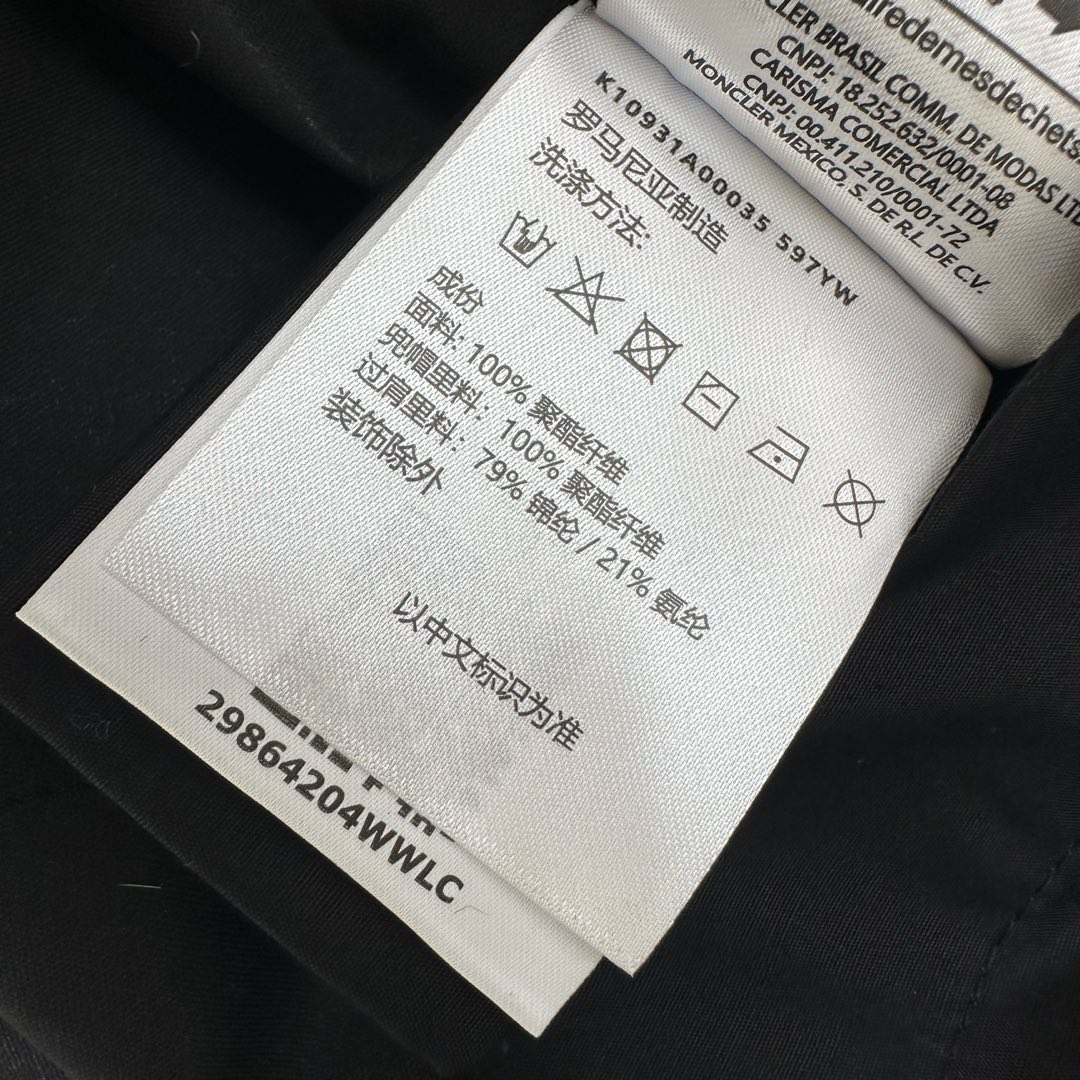 iredemesdechets.
CLER BRASIL COMM. DE MODAS LTD
CNPJ: 18.252.632/0001-08
CARISMA COMERCIAL LTDA
CNPJ: 00.411.210/0001-72
MONCLER MEXICO, S. DE R.L. DE C.V.
K10931A00035 597YW
罗马尼亚制造
洗涤方法:
成份
面料: 100% 聚酯纤维
兜帽里料: 100% 聚酯纤维
过肩里料: 79% 锦纶 / 21% 氨纶
装饰除外
以中文标识为准
29864204WWLC